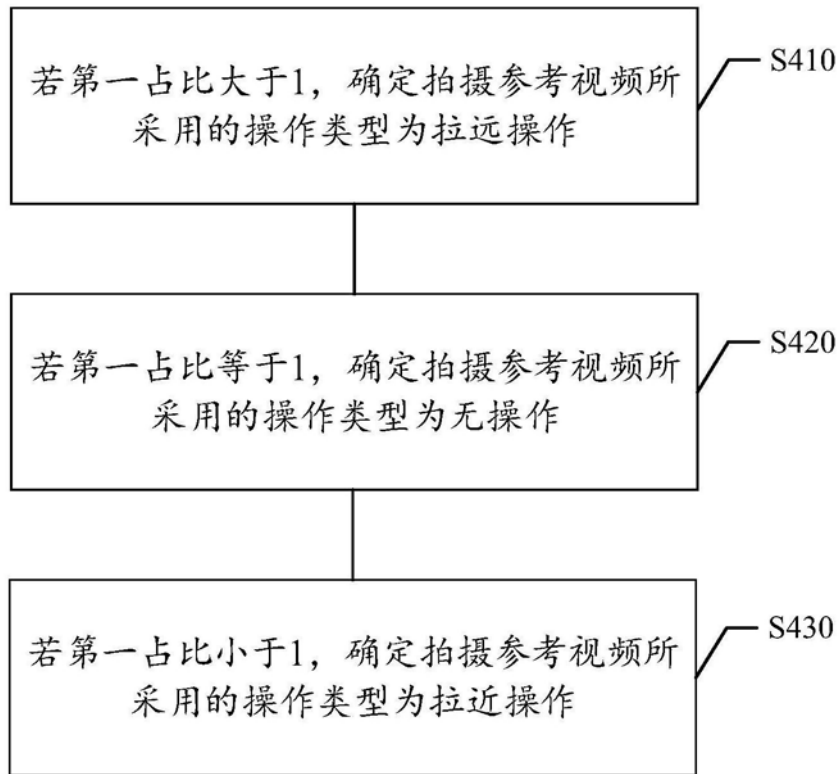 若第一占比大于1，确定拍摄参考视频所
采用的操作类型为拉远操作
S410
若第一占比等于1，确定拍摄参考视频所
采用的操作类型为无操作
S420
若第一占比小于1，确定拍摄参考视频所
采用的操作类型为拉近操作
S430